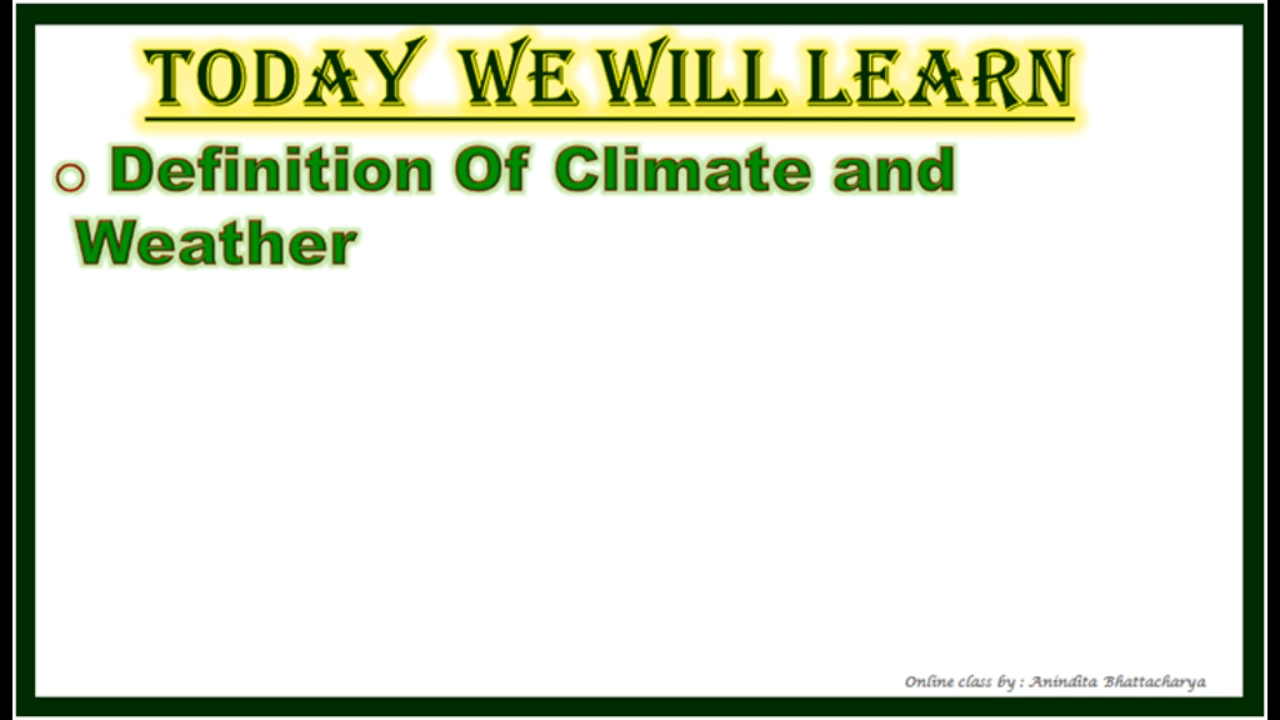 TODAY WE WILL LEARN
o Definition Of Climate and
Weather
Online class by : Anindita Bhattacharya